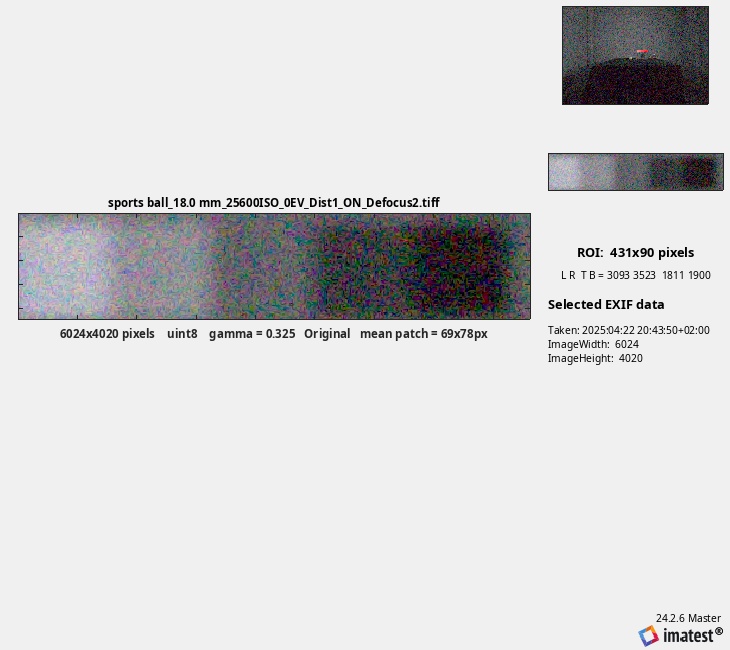 sports ball_18.0 mm_25600ISO_0EV_Dist1_ON_Defocus2.tiff
6024x4020 pixels    uint8    gamma = 0.325   Original   mean patch = 69x78px
ROI:  431x90 pixels
L R  T B = 3093 3523  1811 1900
Selected EXIF data
Taken: 2025:04:22 20:43:50+02:00
ImageWidth:  6024
ImageHeight:  4020
24.2.6 Master
imatest®